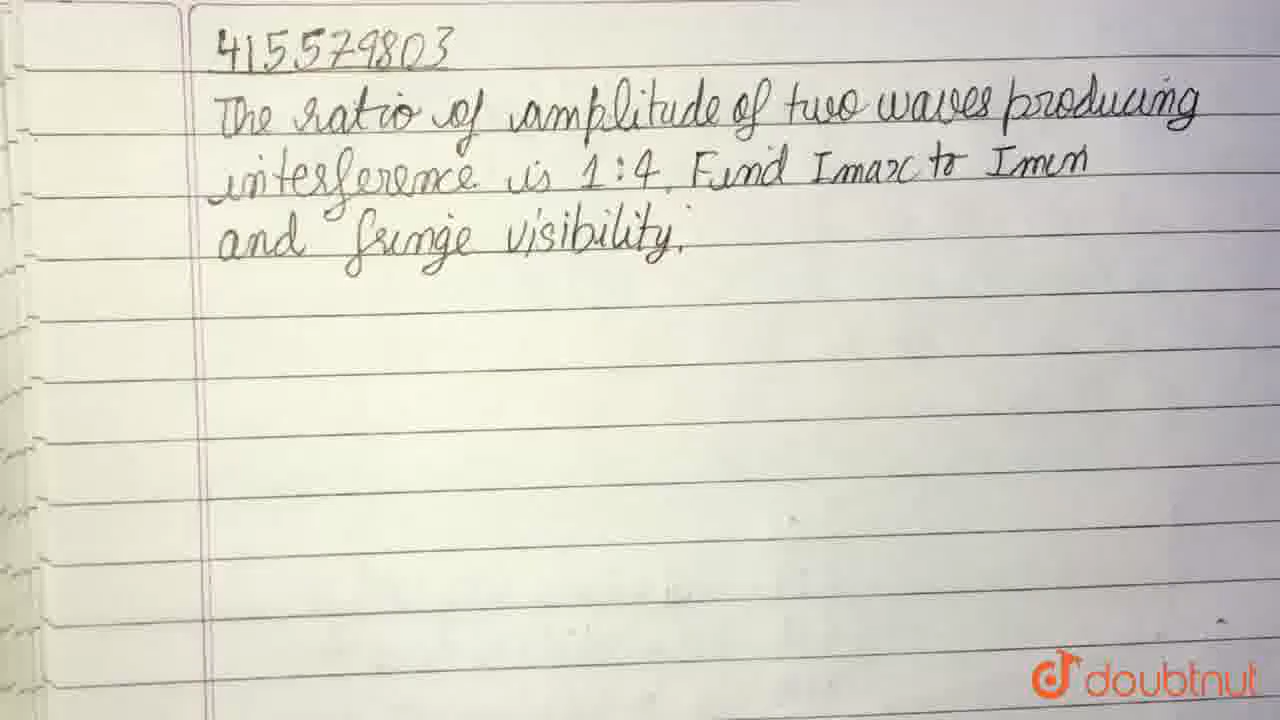 415579803
The ratio of amplitude of two waves producing
interference is 1:4. Find Imax to Imin
and fringe visibility.
doubtnut